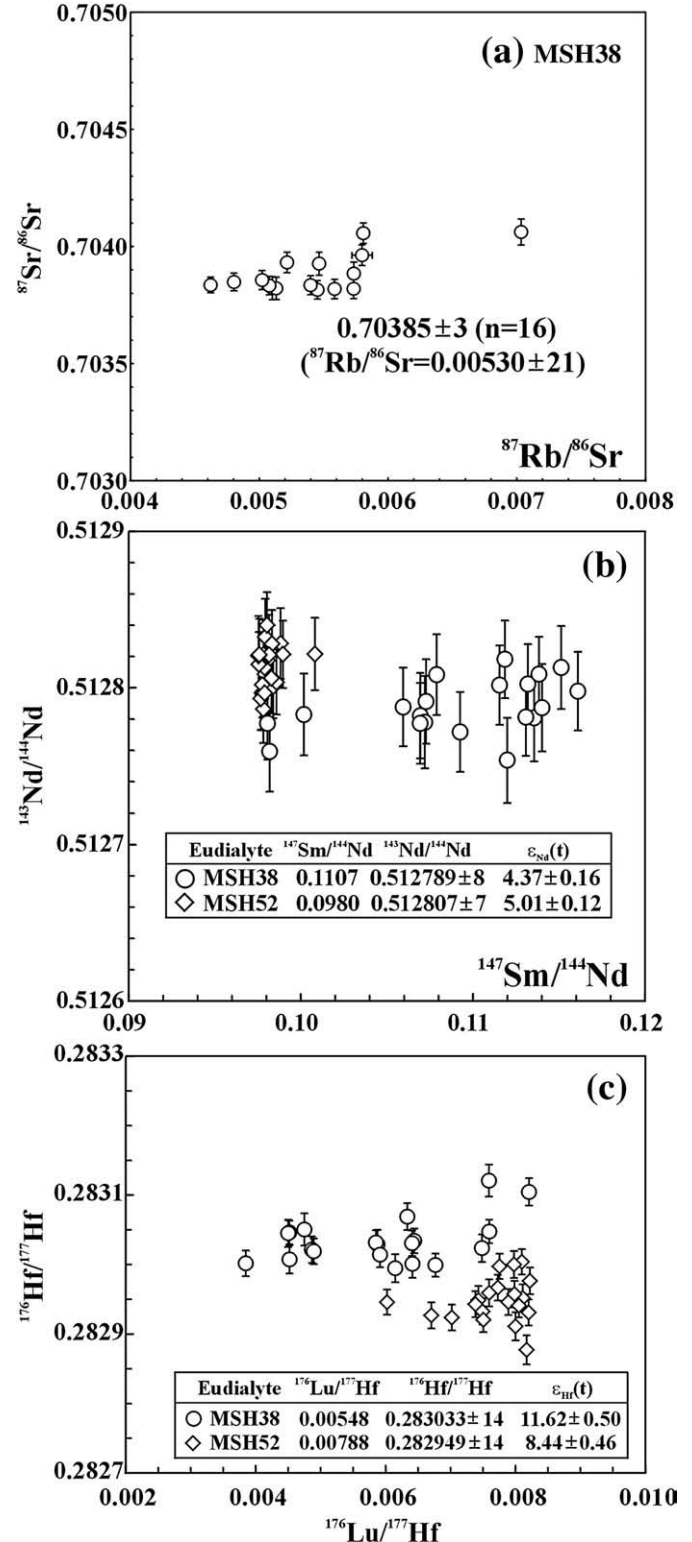 0.7050
(a) MSH38
0.7045
0.7040
0.7035
0.7030
⁸⁷Sr/⁸⁶Sr
0.70385±3 (n=16)
(⁸⁷Rb/⁸⁶Sr=0.00530±21)
⁸⁷Rb/⁸⁶Sr
0.004 0.005 0.006 0.007 0.008
0.5129
(b)
0.5128
0.5127
0.5126
¹⁴³Nd/¹⁴⁴Nd
Eudialyte ¹⁴⁷Sm/¹⁴⁴Nd ¹⁴³Nd/¹⁴⁴Nd ε_Nd(t)
MSH38 0.1107 0.512789±8 4.37±0.16
MSH52 0.0980 0.512807±7 5.01±0.12
¹⁴⁷Sm/¹⁴⁴Nd
0.09 0.10 0.11 0.12
0.2833
(c)
0.2831
0.2829
0.2827
¹⁷⁶Hf/¹⁷⁷Hf
Eudialyte ¹⁷⁶Lu/¹⁷⁷Hf ¹⁷⁶Hf/¹⁷⁷Hf ε_Hf(t)
MSH38 0.00548 0.283033±14 11.62±0.50
MSH52 0.00788 0.282949±14 8.44±0.46
0.002 0.004 0.006 0.008 0.010
¹⁷⁶Lu/¹⁷⁷Hf